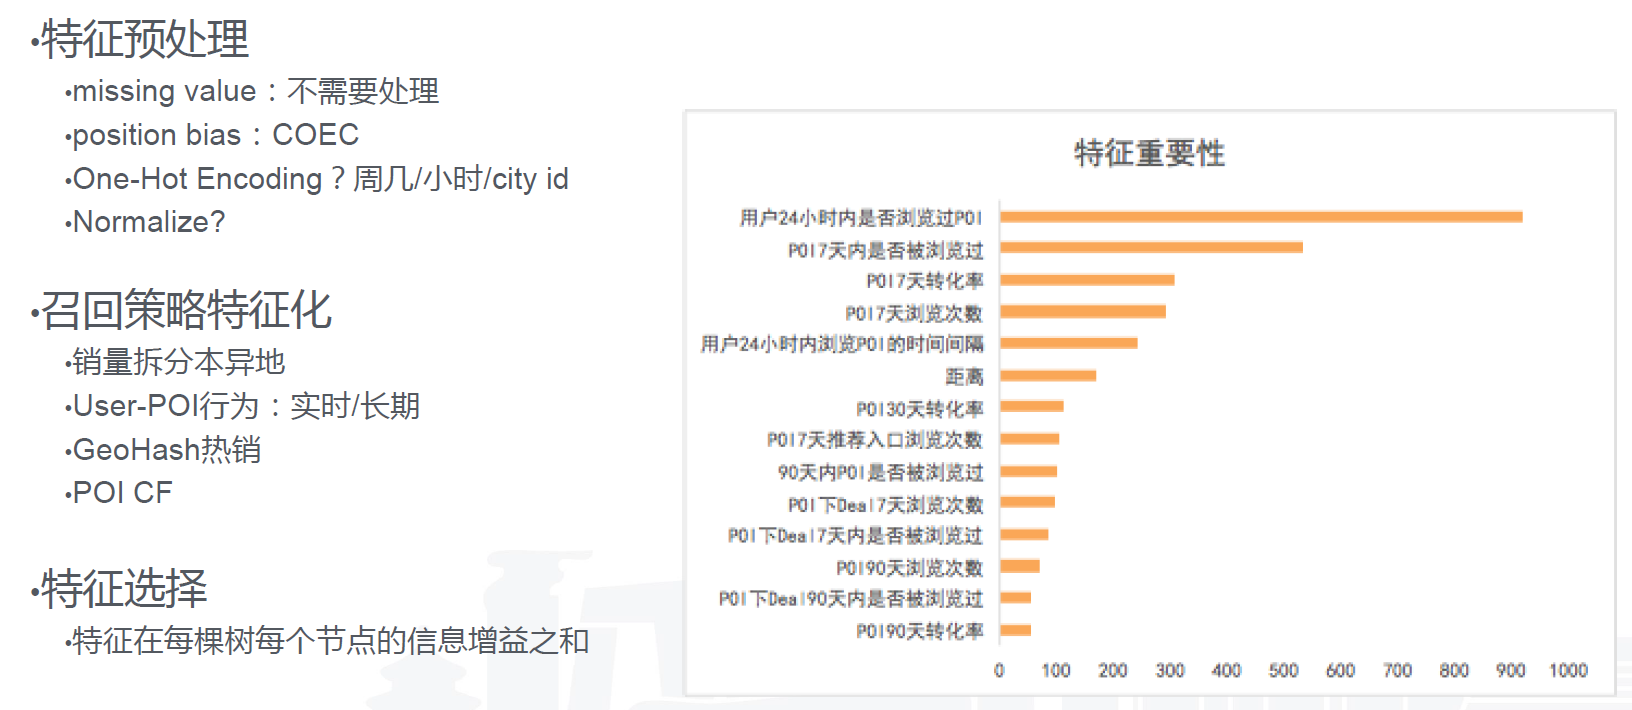 •特征预处理
•missing value：不需要处理
•position bias：COEC
•One-Hot Encoding？周几/小时/city id
•Normalize?
•召回策略特征化
•销量拆分本异地
•User-POI行为：实时/长期
•GeoHash热销
•POI CF
•特征选择
•特征在每棵树每个节点的信息增益之和
特征重要性
用户24小时内是否浏览过POI
POI7天内是否被浏览过
POI7天转化率
POI7天浏览次数
用户24小时内浏览POI的时间间隔
距离
POI30天转化率
POI7天推荐入口浏览次数
90天内POI是否被浏览过
POI下Deal7天浏览次数
POI下Deal7天内是否被浏览过
POI90天浏览次数
POI下Deal90天内是否被浏览过
POI90天转化率
0 100 200 300 400 500 600 700 800 900 1000